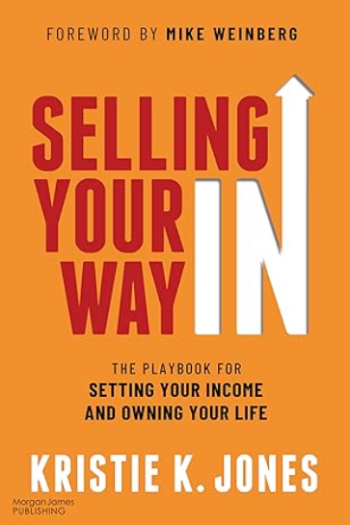 FOREWORD BY MIKE WEINBERG
SELLING
YOUR
WAY IN
THE PLAYBOOK FOR
SETTING YOUR INCOME
AND OWNING YOUR LIFE
KRISTIE K. JONES
Morgan James
PUBLISHING